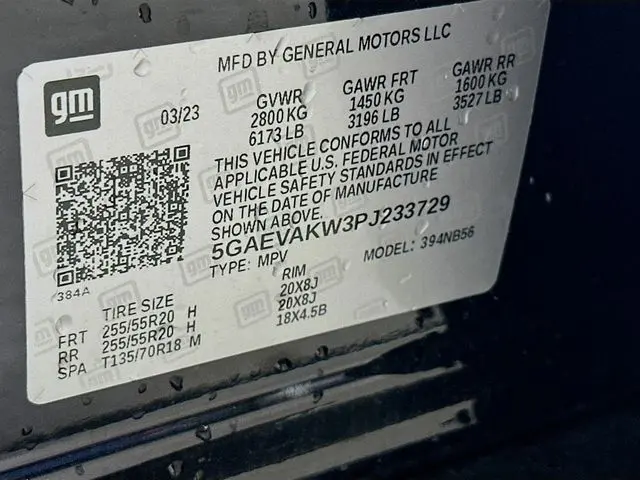 MFD BY GENERAL MOTORS LLC
gm
03/23
GVWR
2800 KG
6173 LB
GAWR FRT
1450 KG
3196 LB
GAWR RR
1600 KG
3527 LB
THIS VEHICLE CONFORMS TO ALL
APPLICABLE U.S. FEDERAL MOTOR
VEHICLE SAFETY STANDARDS IN EFFECT
ON THE DATE OF MANUFACTURE
SHOWN ABOVE.
5GAEVAKW3PJ233729
TYPE: MPV MODEL: 394NB56
384A
TIRE SIZE RIM
FRT 255/55R20 H 20X8J
RR 255/55R20 H 20X8J
SPA T135/70R18 M 18X4.5B